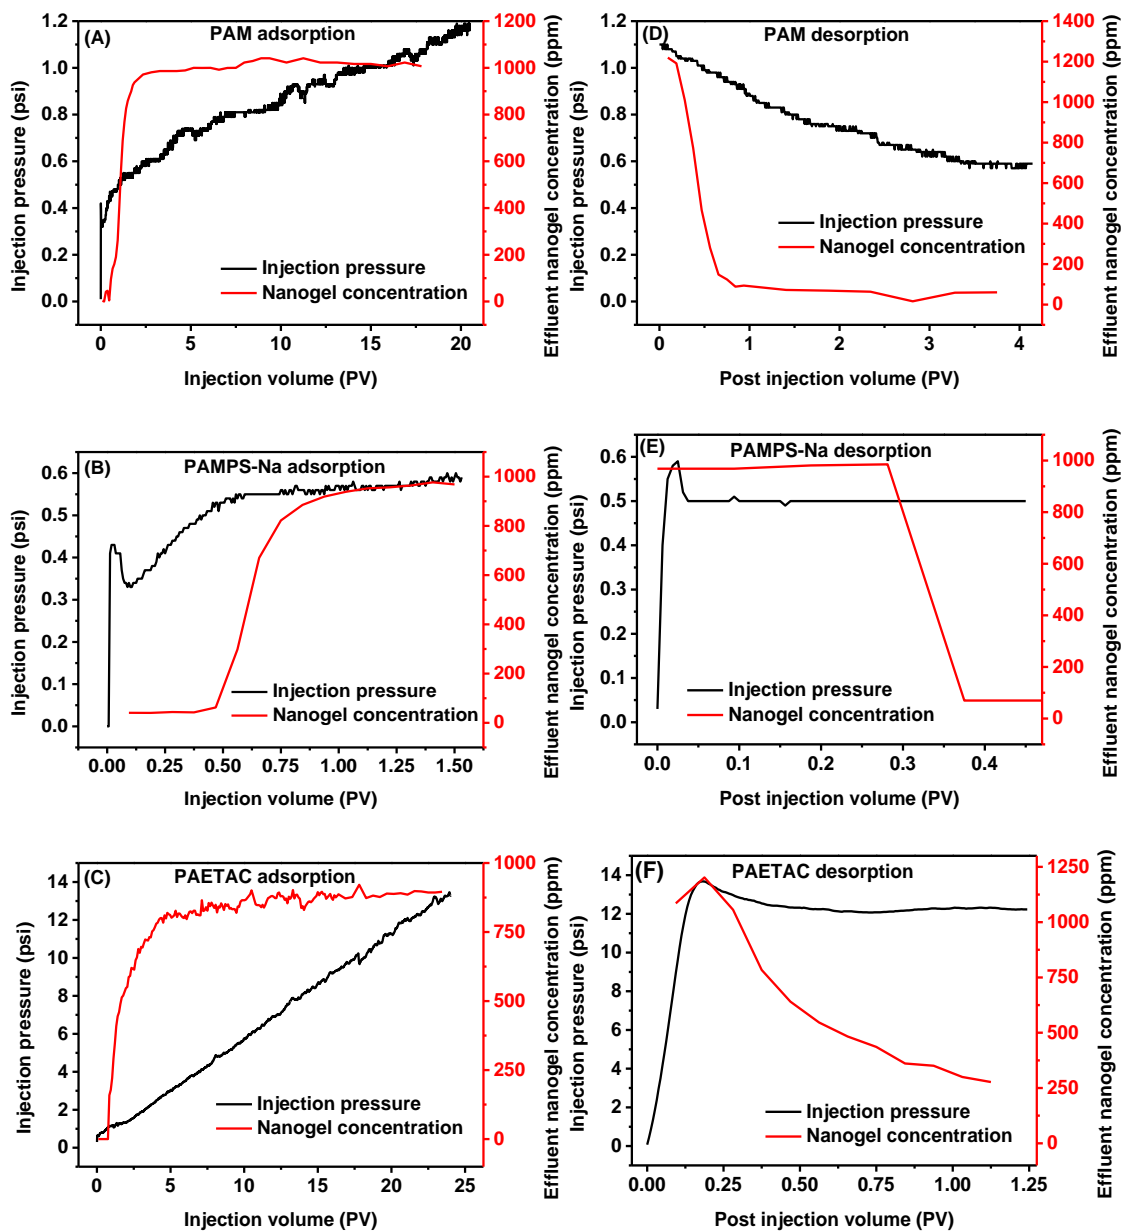 (A)
PAM adsorption
Injection pressure (psi)
1.2
1.0
0.8
0.6
0.4
0.2
0.0
1200
1000
800
600
400
200
0
Effluent nanogel concentration (ppm)
Injection pressure
Nanogel concentration
0 5 10 15 20
Injection volume (PV)
(D)
PAM desorption
Injection pressure (psi)
1.2
1.0
0.8
0.6
0.4
0.2
0.0
1400
1200
1000
800
600
400
200
0
Effluent nanogel concentration (ppm)
Injection pressure
Nanogel concentration
0 1 2 3 4
Post injection volume (PV)
(B)
PAMPS-Na adsorption
Injection pressure (psi)
0.6
0.5
0.4
0.3
0.2
0.1
0.0
1000
800
600
400
200
0
Effluent nanogel concentration (ppm)
Injection pressure
Nanogel concentration
0.00 0.25 0.50 0.75 1.00 1.25 1.50
Injection volume (PV)
(E)
PAMPS-Na desorption
Injection pressure (psi)
0.6
0.5
0.4
0.3
0.2
0.1
0.0
1000
800
600
400
200
0
Effluent nanogel concentration (ppm)
Injection pressure
Nanogel concentration
0.0 0.1 0.2 0.3 0.4
Post injection volume (PV)
(C)
PAETAC adsorption
Injection pressure (psi)
14
12
10
8
6
4
2
0
1000
750
500
250
0
Effluent nanogel concentration (ppm)
Injection pressure
Nanogel concentration
0 5 10 15 20 25
Injection volume (PV)
(F)
PAETAC desorption
Injection pressure (psi)
14
12
10
8
6
4
2
0
1250
1000
750
500
250
0
Effluent nanogel concentration (ppm)
Injection pressure
Nanogel concentration
0.00 0.25 0.50 0.75 1.00 1.25
Post injection volume (PV)